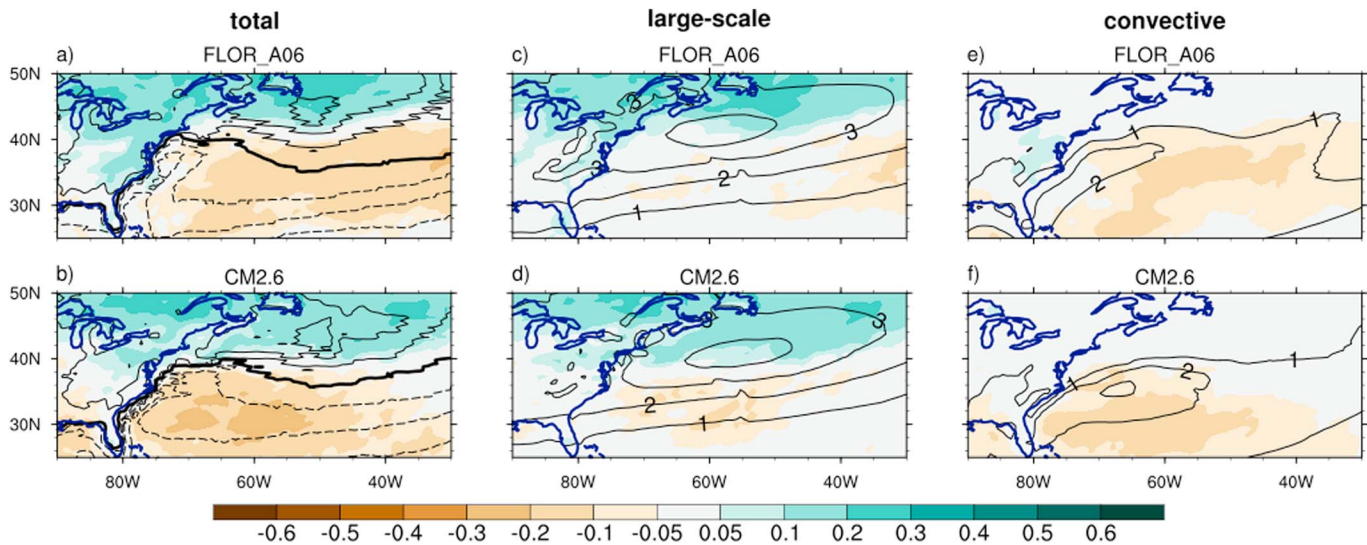 total large-scale convective
a) FLOR_A06 c) FLOR_A06 e) FLOR_A06
50N
40N
30N
3
3
3
2
1
1
1
2
b) CM2.6 d) CM2.6 f) CM2.6
50N
40N
30N
3
3
2
1
1
2
1
80W 60W 40W 80W 60W 40W 80W 60W 40W
-0.6 -0.5 -0.4 -0.3 -0.2 -0.1 -0.05 0.05 0.1 0.2 0.3 0.4 0.5 0.6